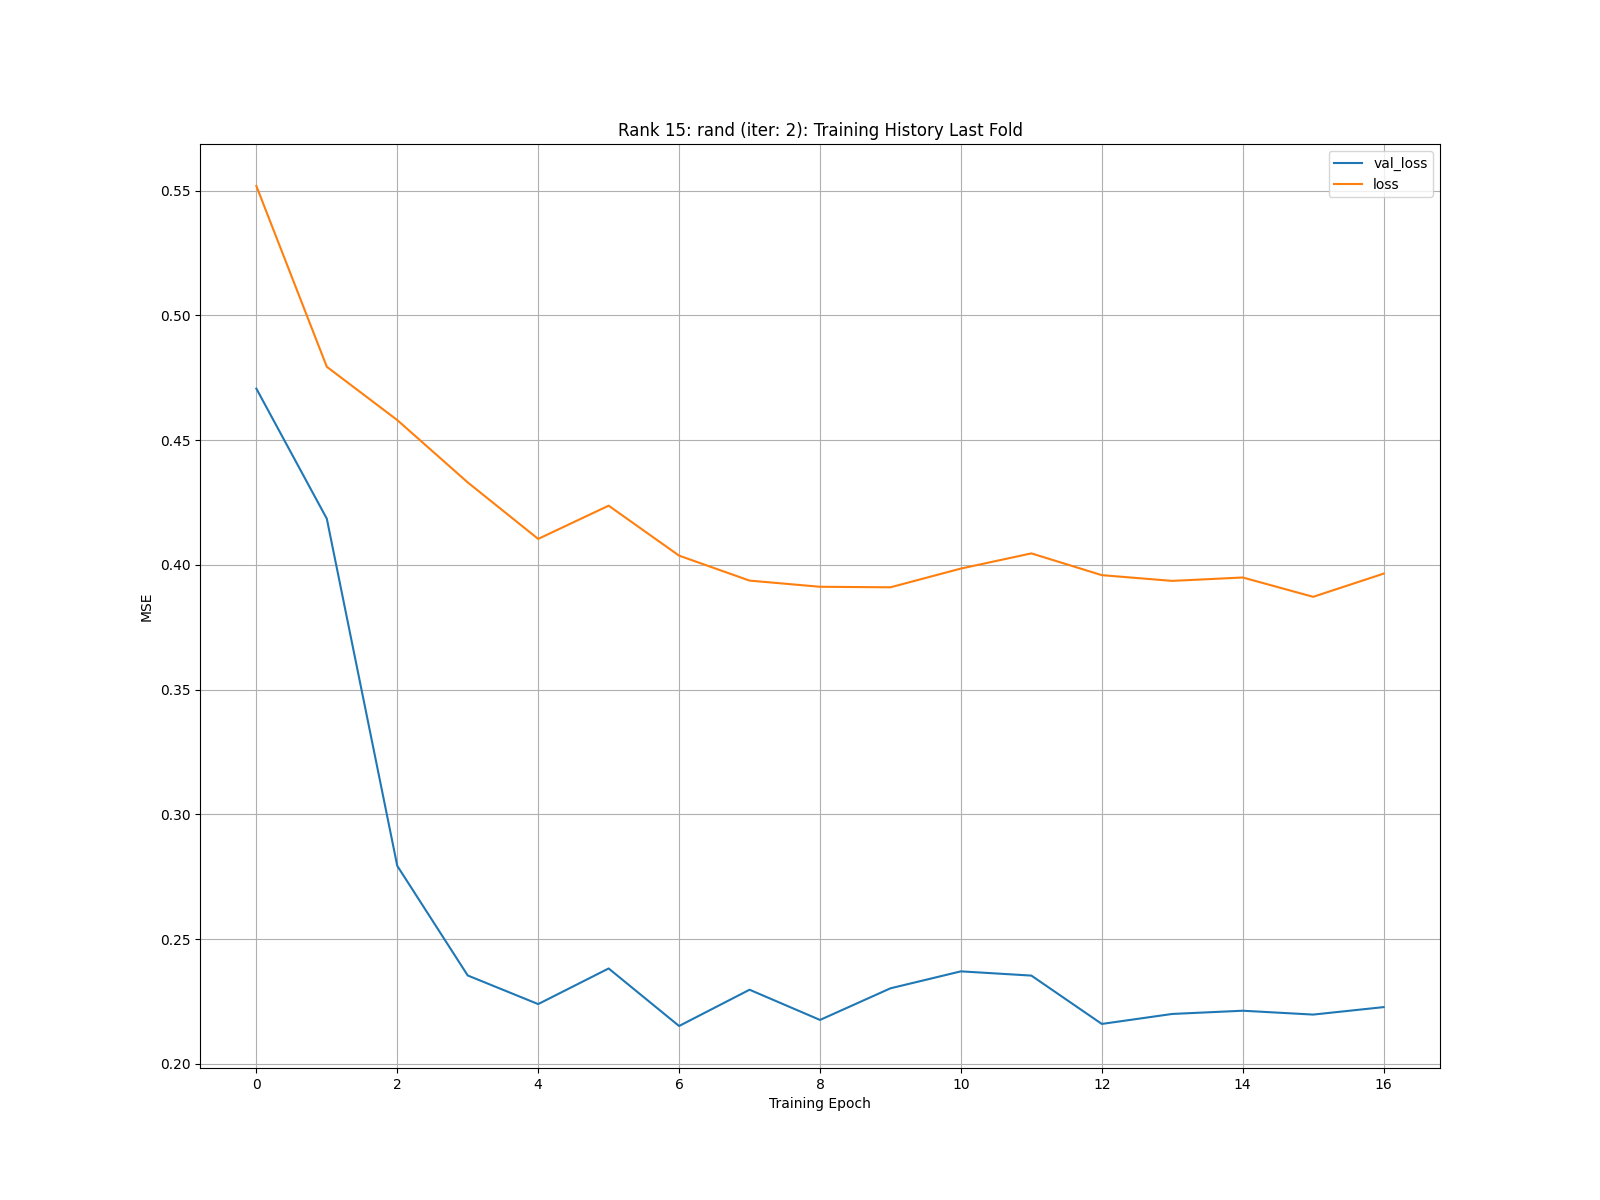 Rank 15: rand (iter: 2): Training History Last Fold
val_loss
loss
0.55
0.50
0.45
0.40
0.35
0.30
0.25
0.20
MSE
0 2 4 6 8 10 12 14 16
Training Epoch